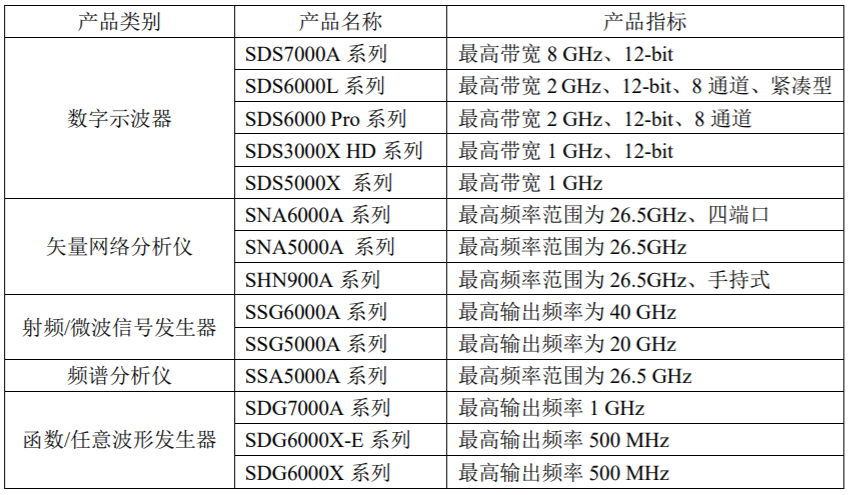 产品类别 产品名称 产品指标
数字示波器 SDS7000A 系列 最高带宽 8 GHz、12-bit
SDS6000L 系列 最高带宽 2 GHz、12-bit、8 通道、紧凑型
SDS6000 Pro 系列 最高带宽 2 GHz、12-bit、8 通道
SDS3000X HD 系列 最高带宽 1 GHz、12-bit
SDS5000X 系列 最高带宽 1 GHz
矢量网络分析仪 SNA6000A 系列 最高频率范围为 26.5GHz、四端口
SNA5000A 系列 最高频率范围为 26.5GHz
SHN900A 系列 最高频率范围为 26.5GHz、手持式
射频/微波信号发生器 SSG6000A 系列 最高输出频率为 40 GHz
SSG5000A 系列 最高输出频率为 20 GHz
频谱分析仪 SSA5000A 系列 最高频率范围为 26.5 GHz
函数/任意波形发生器 SDG7000A 系列 最高输出频率 1 GHz
SDG6000X-E 系列 最高输出频率 500 MHz
SDG6000X 系列 最高输出频率 500 MHz